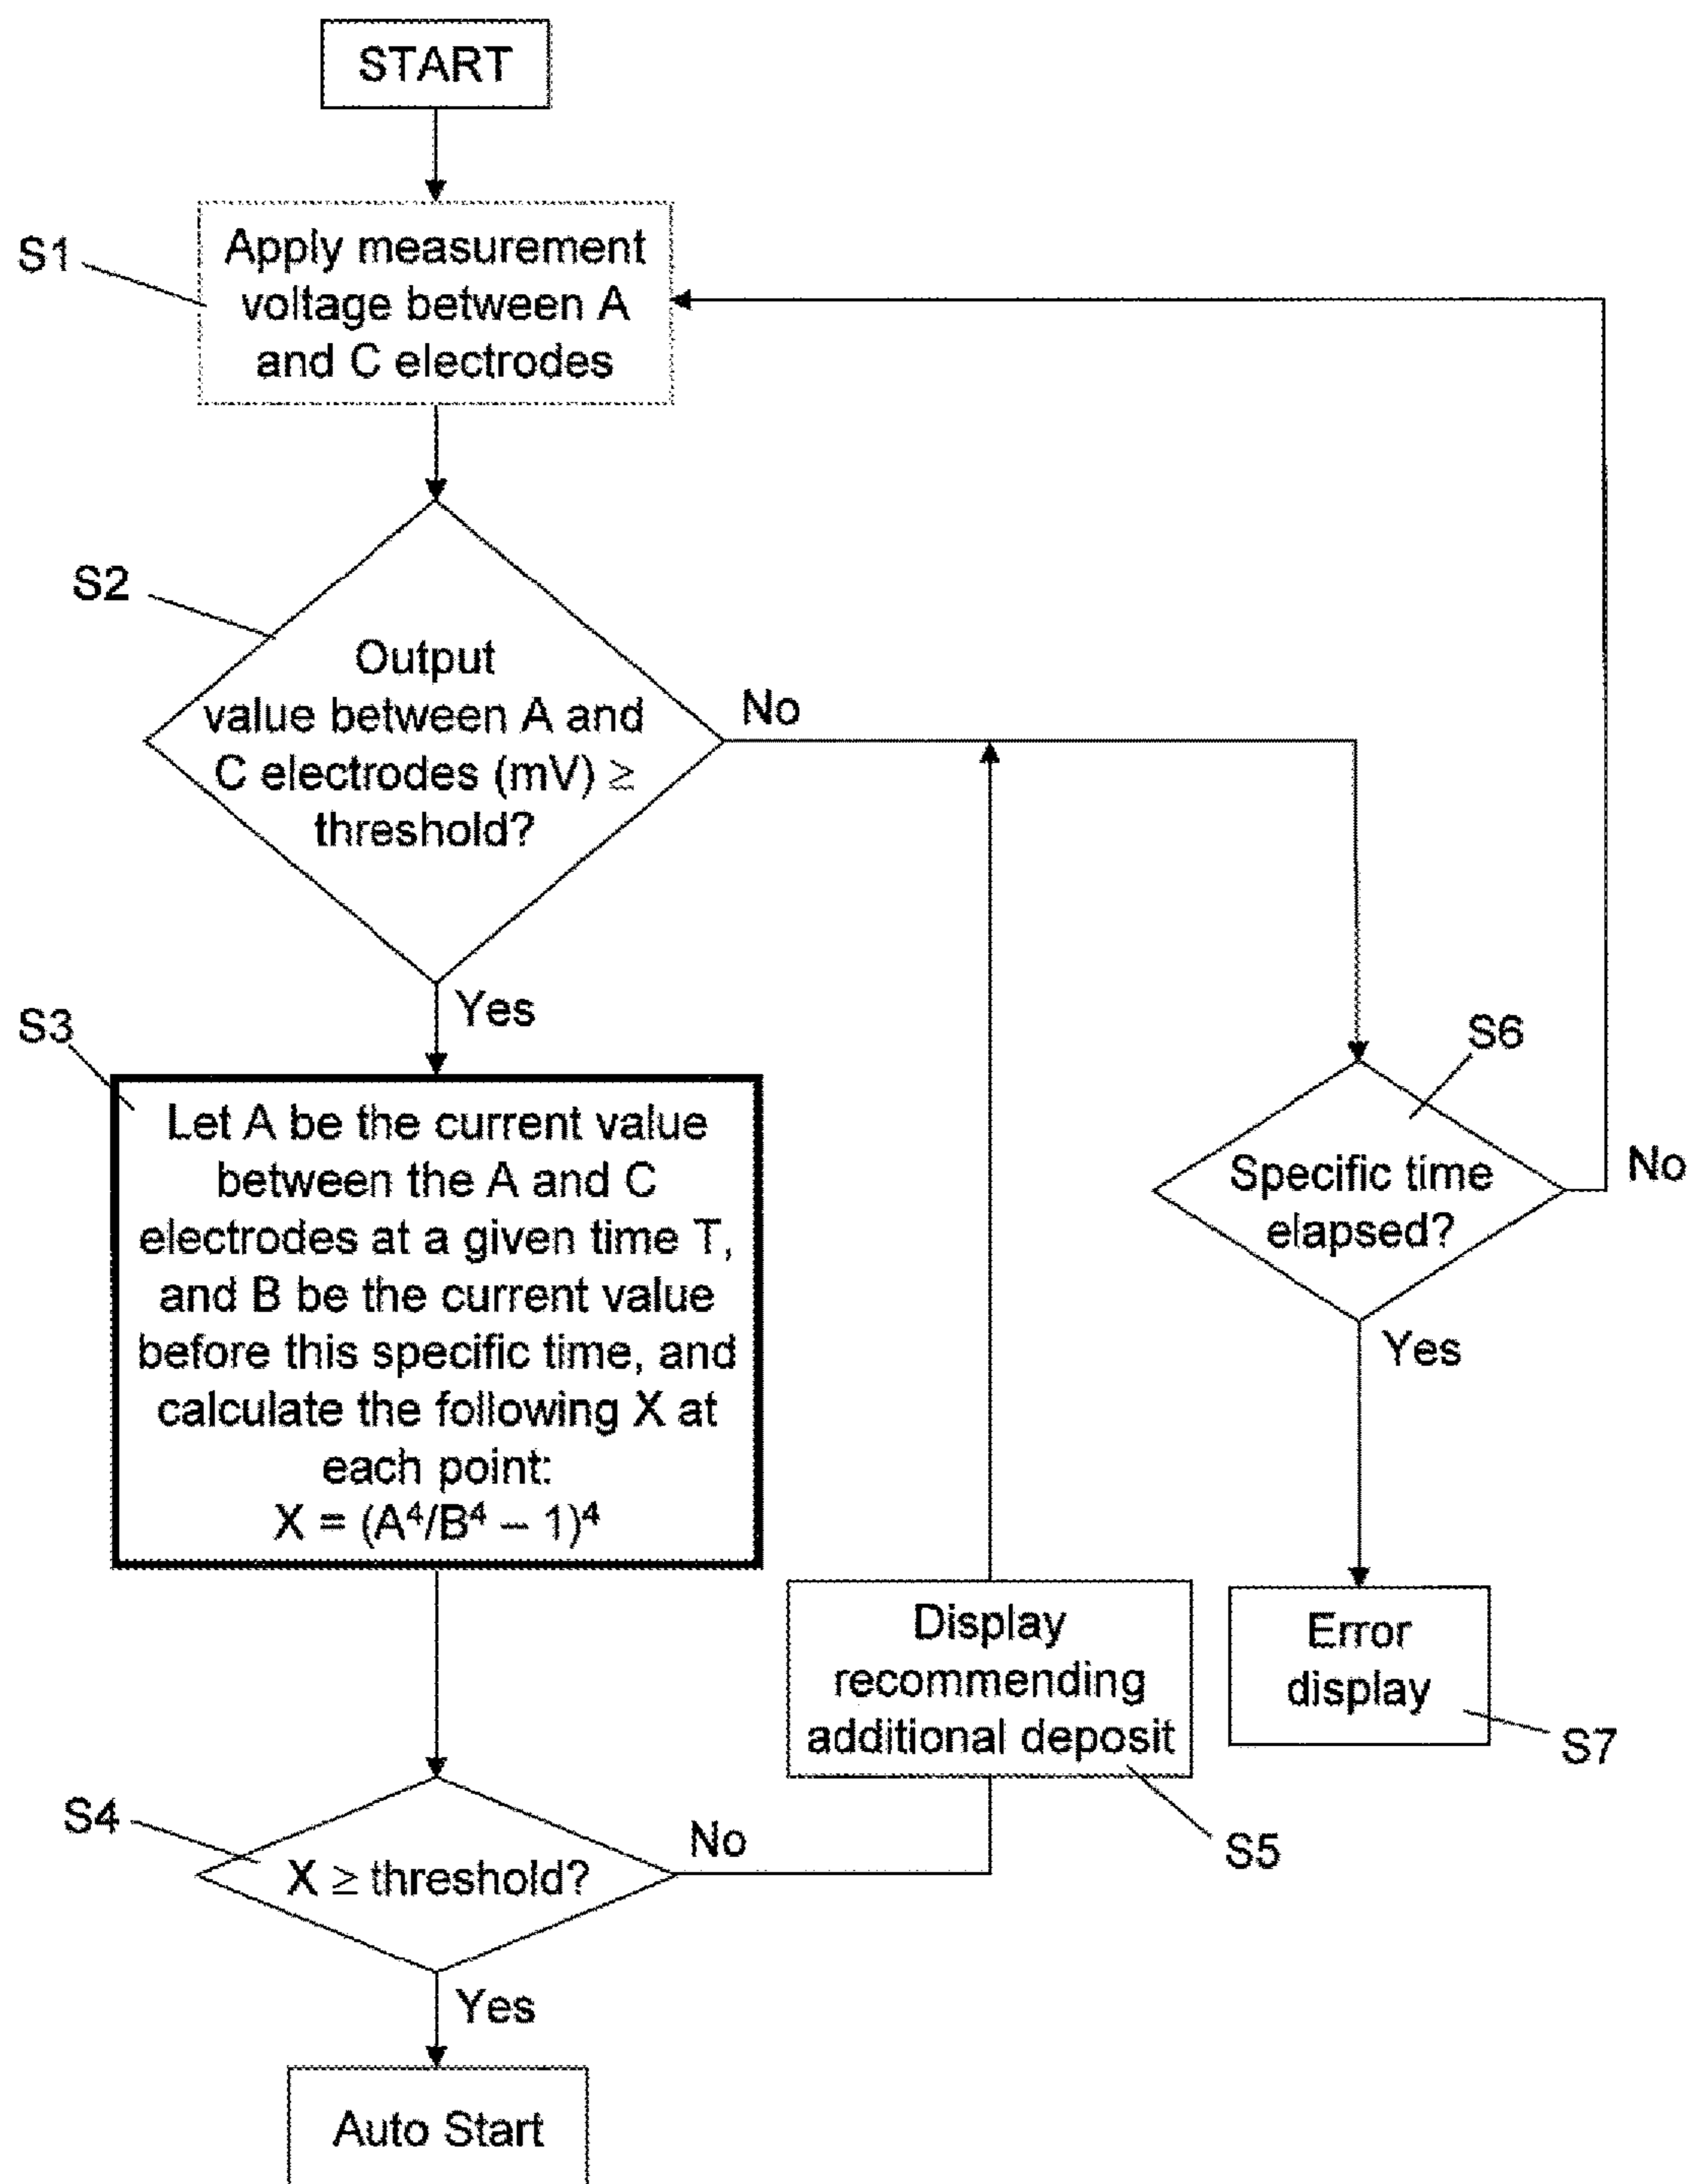 START
S1
Apply measurement
voltage between A
and C electrodes
S2
Output
value between A and
C electrodes (mV) ≥
threshold?
No
Yes
S3
Let A be the current value
between the A and C
electrodes at a given time T,
and B be the current value
before this specific time, and
calculate the following X at
each point:
X = (A⁴/B⁴ – 1)⁴
S6
Specific time
elapsed?
No
Yes
Display
recommending
additional deposit
S5
Error
display
S7
S4
X ≥ threshold?
No
Yes
Auto Start